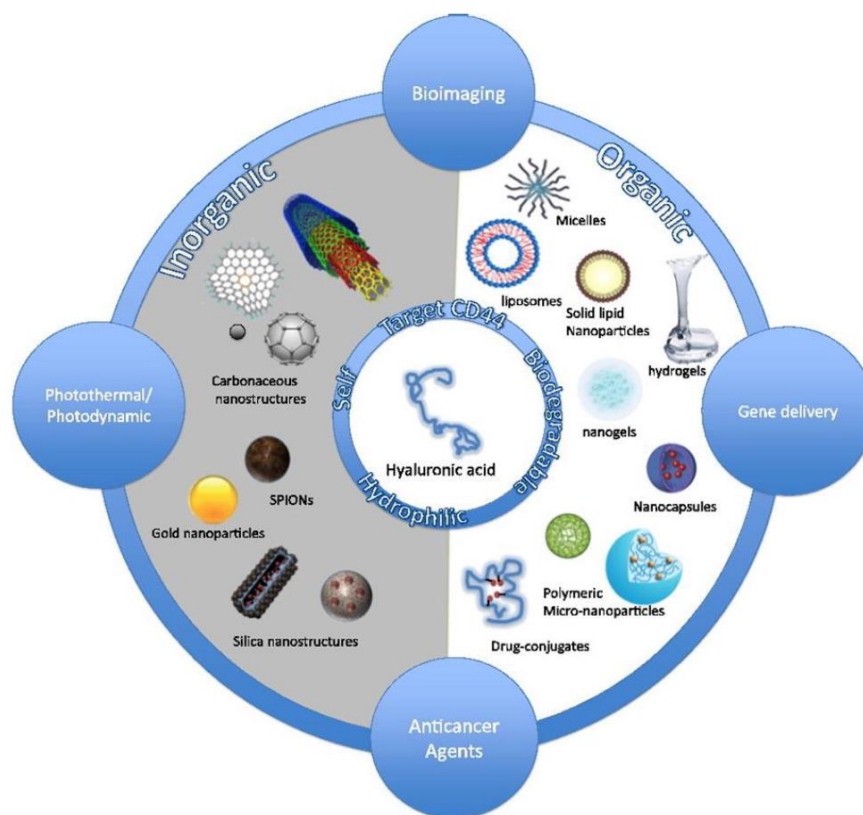 Bioimaging
Inorganic
Organic
Micelles
liposomes
Solid lipid
Nanoparticles
hydrogels
Target CD44
Self
Biodegradable
Hydrophilic
Hyaluronic acid
Carbonaceous
nanostructures
Photothermal/
Photodynamic
nanogels
Gene delivery
SPIONs
Gold nanoparticles
Nanocapsules
Silica nanostructures
Polymeric
Micro-nanoparticles
Drug-conjugates
Anticancer
Agents